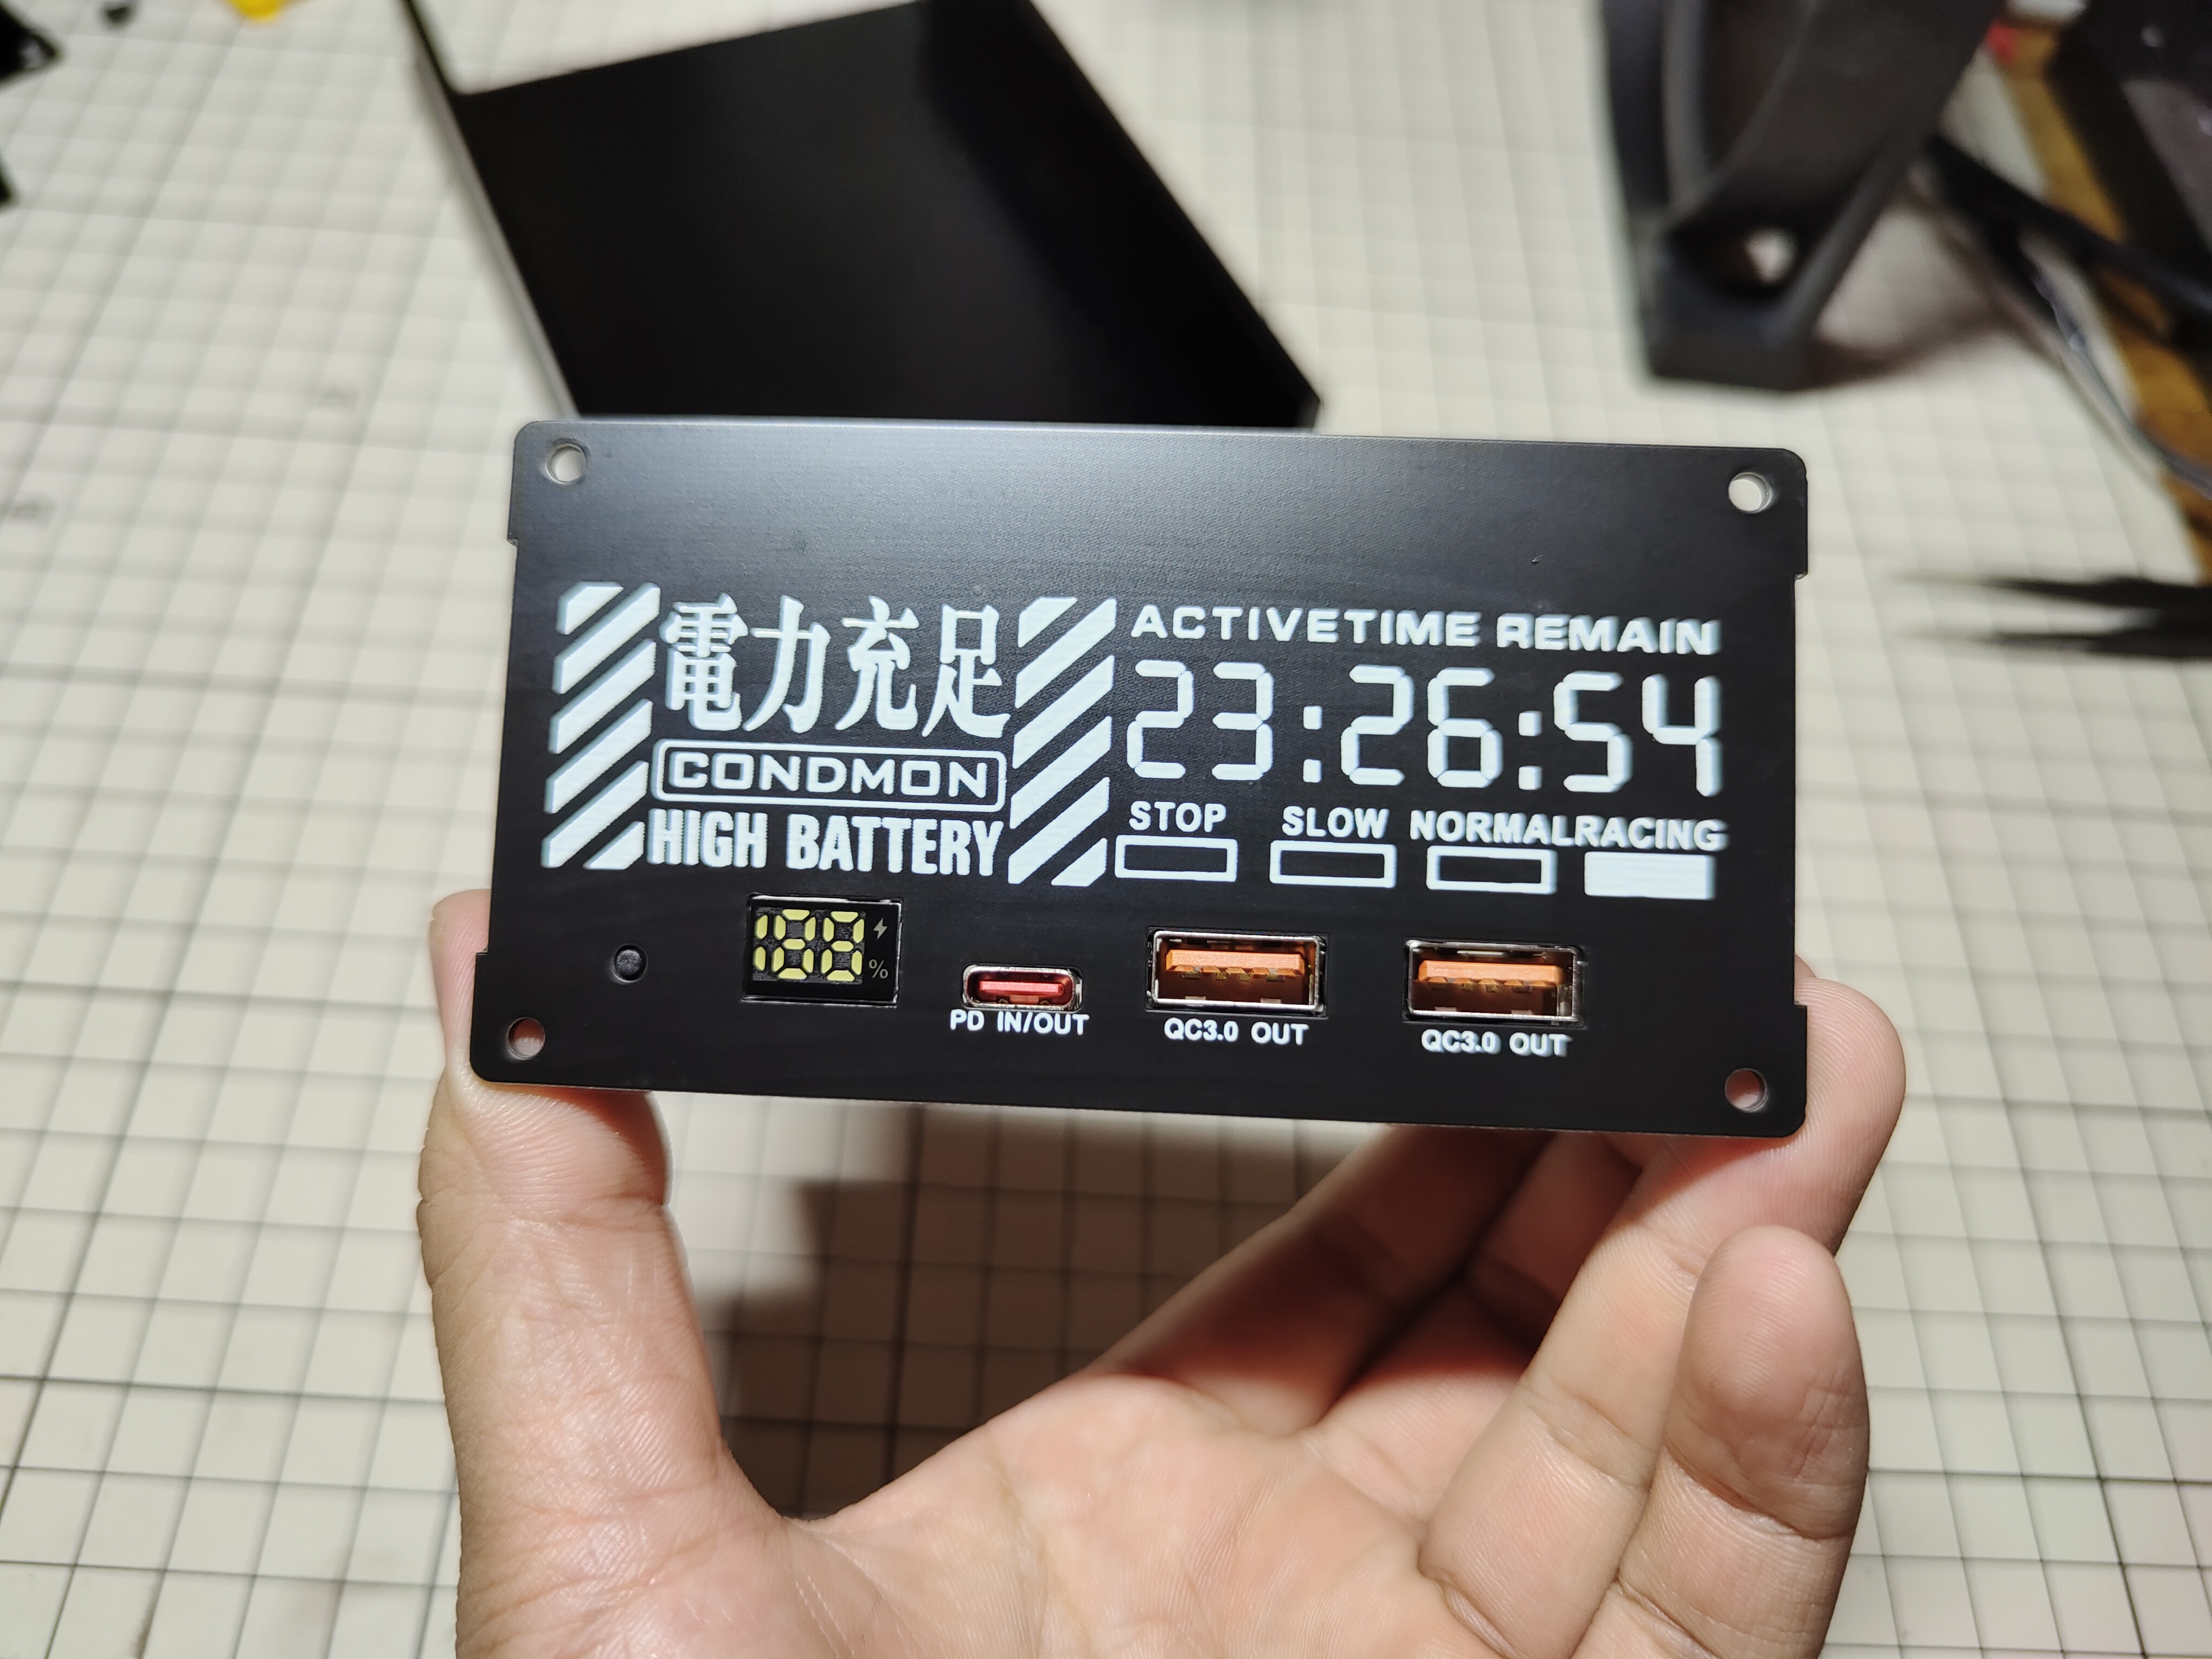 電力充足
CONDMON
HIGH BATTERY
ACTIVETIME REMAIN
23:26:54
STOP SLOW NORMAL RACING
188 %
PD IN/OUT
QC3.0 OUT
QC3.0 OUT